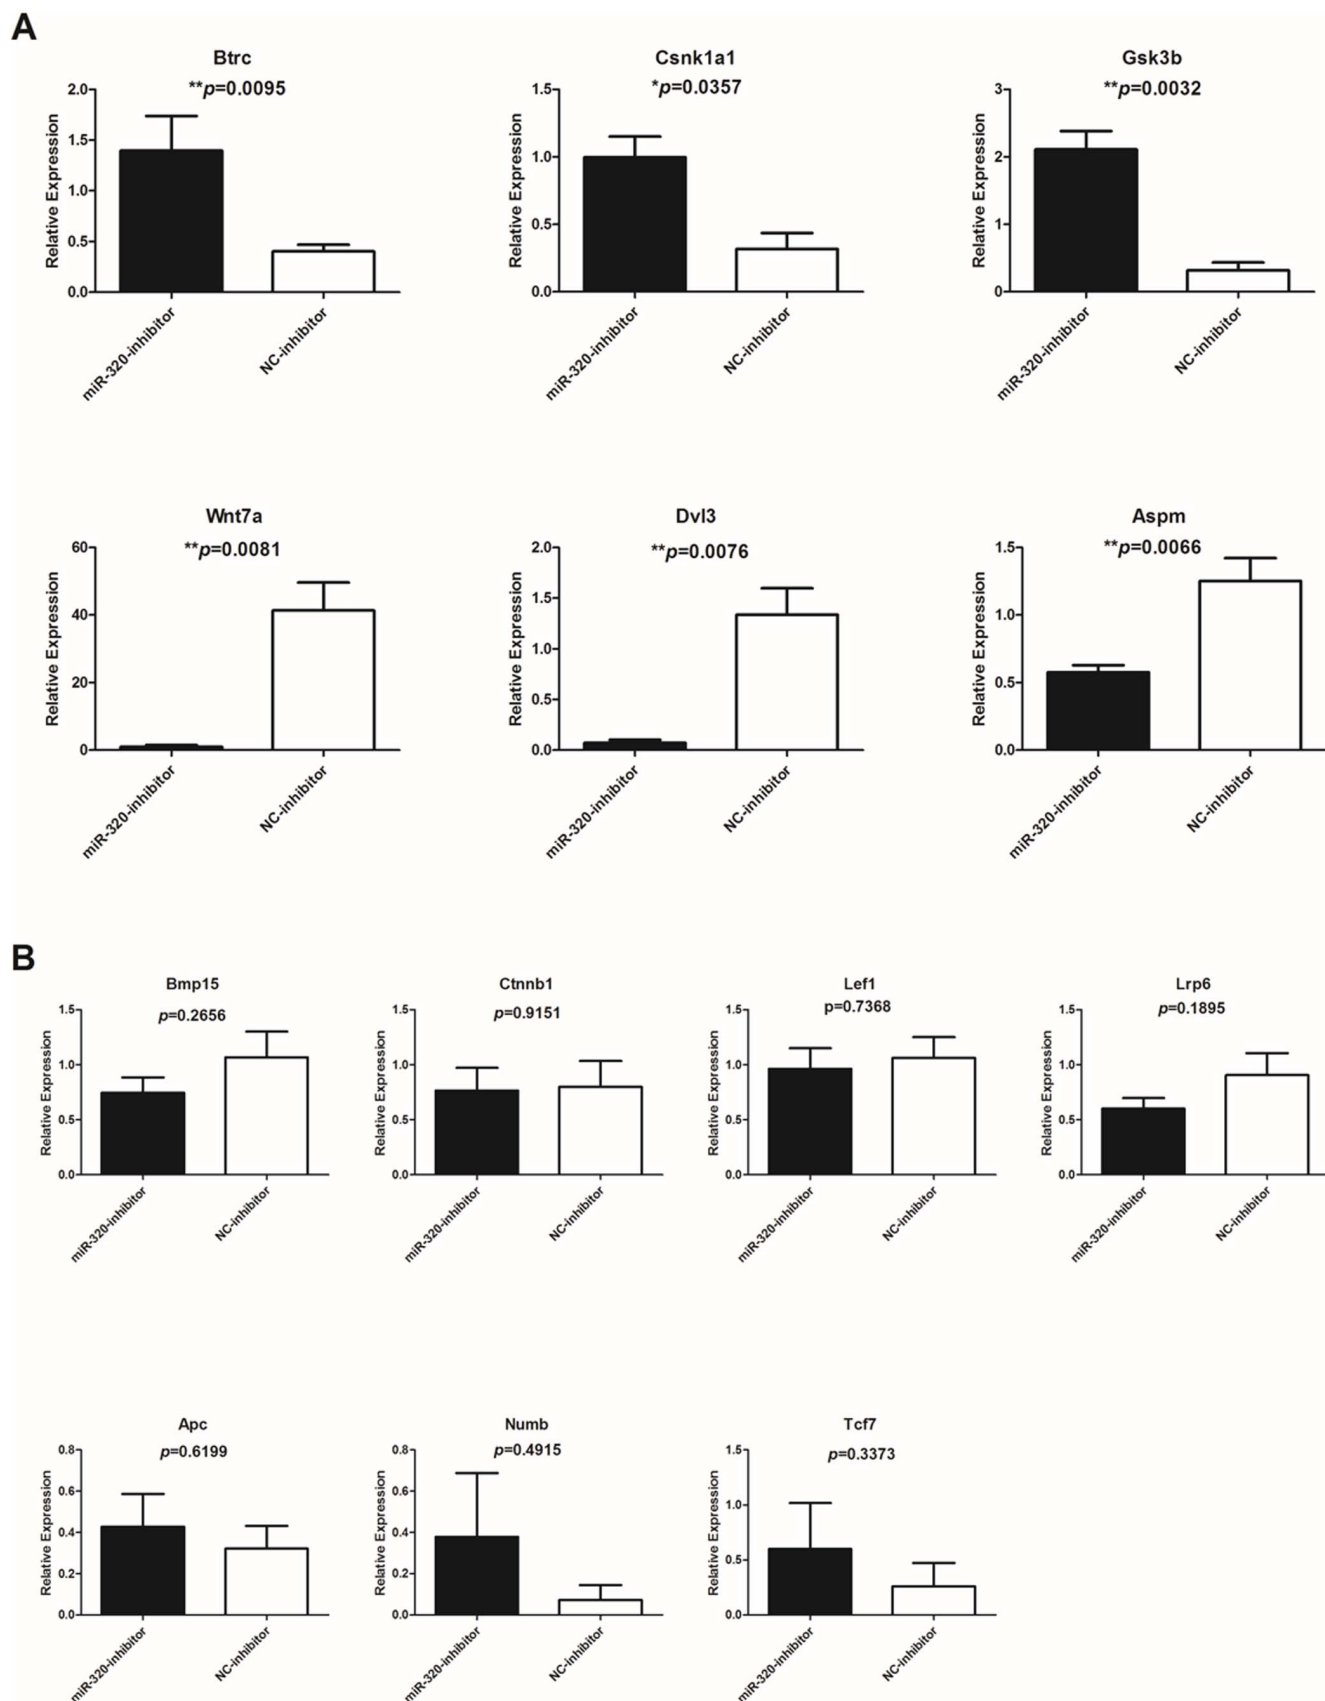 A
Btrc
**p=0.0095
Relative Expression
2.0
1.5
1.0
0.5
0.0
miR-320-inhibitor
NC-inhibitor
Csnk1a1
*p=0.0357
Relative Expression
1.5
1.0
0.5
0.0
miR-320-inhibitor
NC-inhibitor
Gsk3b
**p=0.0032
Relative Expression
3
2
1
0
miR-320-inhibitor
NC-inhibitor
Wnt7a
**p=0.0081
Relative Expression
60
40
20
0
miR-320-inhibitor
NC-inhibitor
Dvl3
**p=0.0076
Relative Expression
2.0
1.5
1.0
0.5
0.0
miR-320-inhibitor
NC-inhibitor
Aspm
**p=0.0066
Relative Expression
1.5
1.0
0.5
0.0
miR-320-inhibitor
NC-inhibitor
B
Bmp15
p=0.2656
Relative Expression
1.5
1.0
0.5
0.0
miR-320-inhibitor
NC-inhibitor
Ctnnb1
p=0.9151
Relative Expression
1.5
1.0
0.5
0.0
miR-320-inhibitor
NC-inhibitor
Lef1
p=0.7368
Relative Expression
1.5
1.0
0.5
0.0
miR-320-inhibitor
NC-inhibitor
Lrp6
p=0.1895
Relative Expression
1.5
1.0
0.5
0.0
miR-320-inhibitor
NC-inhibitor
Apc
p=0.6199
Relative Expression
0.8
0.6
0.4
0.2
0.0
miR-320-inhibitor
NC-inhibitor
Numb
p=0.4915
Relative Expression
0.8
0.6
0.4
0.2
0.0
miR-320-inhibitor
NC-inhibitor
Tcf7
p=0.3373
Relative Expression
1.5
1.0
0.5
0.0
miR-320-inhibitor
NC-inhibitor